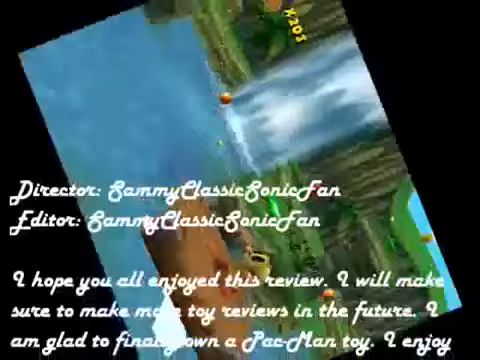 x203
Director: SammyClassicSonicFan
Editor: SammyClassicSonicFan
I hope you all enjoyed this review. I will make
sure to make more toy reviews in the future. I
am glad to finally own a Pac-Man toy. I enjoy